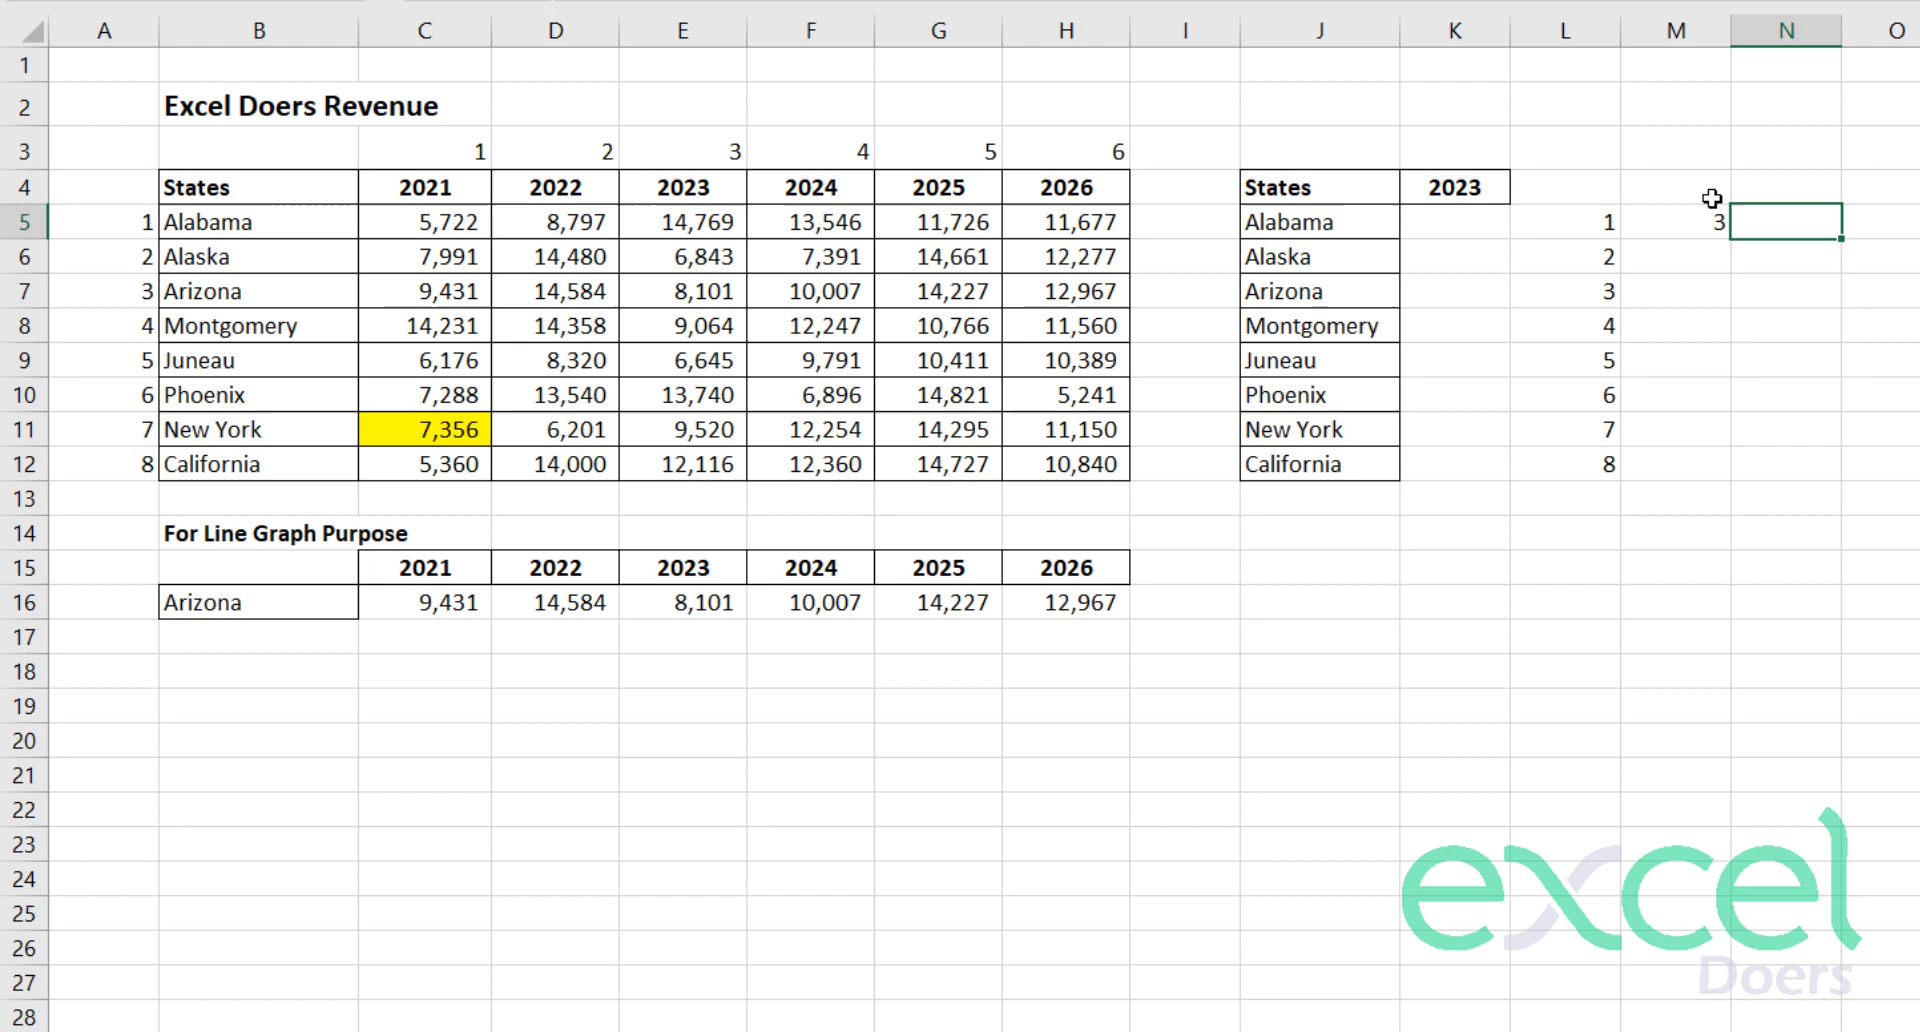 A B C D E F G H I J K L M N O
1
2 Excel Doers Revenue
3 1 2 3 4 5 6
4 States 2021 2022 2023 2024 2025 2026 States 2023
5 1 Alabama 5,722 8,797 14,769 13,546 11,726 11,677 Alabama 1 3
6 2 Alaska 7,991 14,480 6,843 7,391 14,661 12,277 Alaska 2
7 3 Arizona 9,431 14,584 8,101 10,007 14,227 12,967 Arizona 3
8 4 Montgomery 14,231 14,358 9,064 12,247 10,766 11,560 Montgomery 4
9 5 Juneau 6,176 8,320 6,645 9,791 10,411 10,389 Juneau 5
10 6 Phoenix 7,288 13,540 13,740 6,896 14,821 5,241 Phoenix 6
11 7 New York 7,356 6,201 9,520 12,254 14,295 11,150 New York 7
12 8 California 5,360 14,000 12,116 12,360 14,727 10,840 California 8
13
14 For Line Graph Purpose
15 2021 2022 2023 2024 2025 2026
16 Arizona 9,431 14,584 8,101 10,007 14,227 12,967
17
18
19
20
21
22
23
24
25
26
27
28
excel
Doers